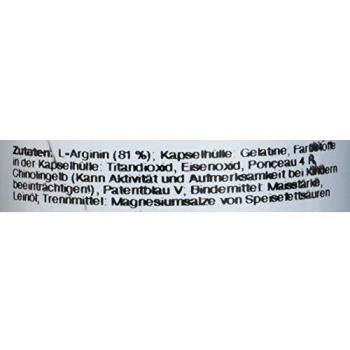 Zutaten: L-Arginin (81 %); Kapselhülle: Gelatine, Farbstoffe
in der Kapselhülle: Titandioxid, Eisenoxid, Ponceau 4 R,
Chinolingelb (Kann Aktivität und Aufmerksamkeit bei Kindern
beeinträchtigen!), Patentblau V; Bindemittel: Maisstärke,
Leinöl; Trennmittel: Magnesiumsalze von Speisefettsäuren